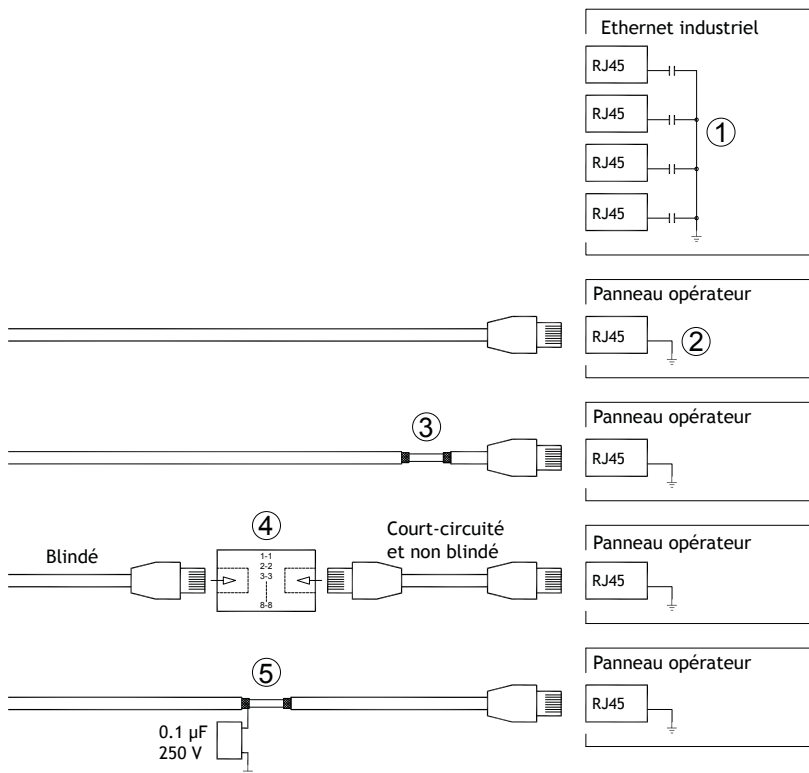 Ethernet industriel
RJ45
RJ45
1
RJ45
RJ45
Panneau opérateur
RJ45
2
Panneau opérateur
3
RJ45
4
Panneau opérateur
Blindé
1-1
2-2
3-3
8-8
Court-circuité
et non blindé
RJ45
Panneau opérateur
5
RJ45
0.1 µF
250 V